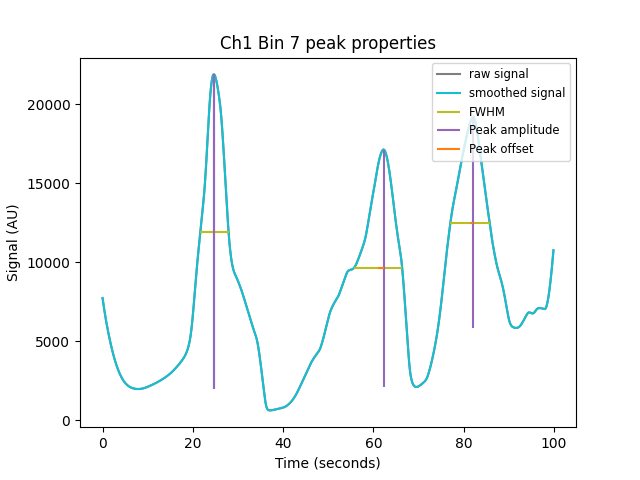 Ch1 Bin 7 peak properties
raw signal
smoothed signal
FWHM
Peak amplitude
Peak offset
Signal (AU)
20000
15000
10000
5000
0
0 20 40 60 80 100
Time (seconds)